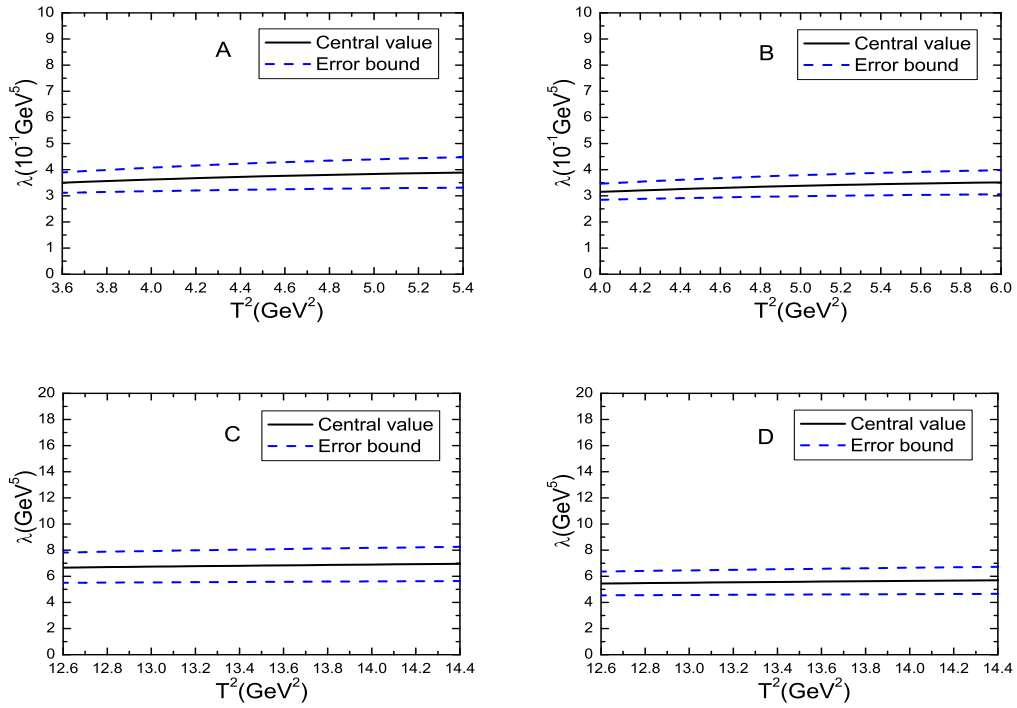 10
9
8
7
6
5
4
3
2
1
0
λ(10⁻¹GeV⁵)
A
Central value
Error bound
3.6 3.8 4.0 4.2 4.4 4.6 4.8 5.0 5.2 5.4
T²(GeV²)
10
9
8
7
6
5
4
3
2
1
0
λ(10⁻¹GeV⁵)
B
Central value
Error bound
4.0 4.2 4.4 4.6 4.8 5.0 5.2 5.4 5.6 5.8 6.0
T²(GeV²)
20
18
16
14
12
10
8
6
4
2
0
λ(GeV⁵)
C
Central value
Error bound
12.6 12.8 13.0 13.2 13.4 13.6 13.8 14.0 14.2 14.4
T²(GeV²)
20
18
16
14
12
10
8
6
4
2
0
λ(GeV⁵)
D
Central value
Error bound
12.6 12.8 13.0 13.2 13.4 13.6 13.8 14.0 14.2 14.4
T²(GeV²)